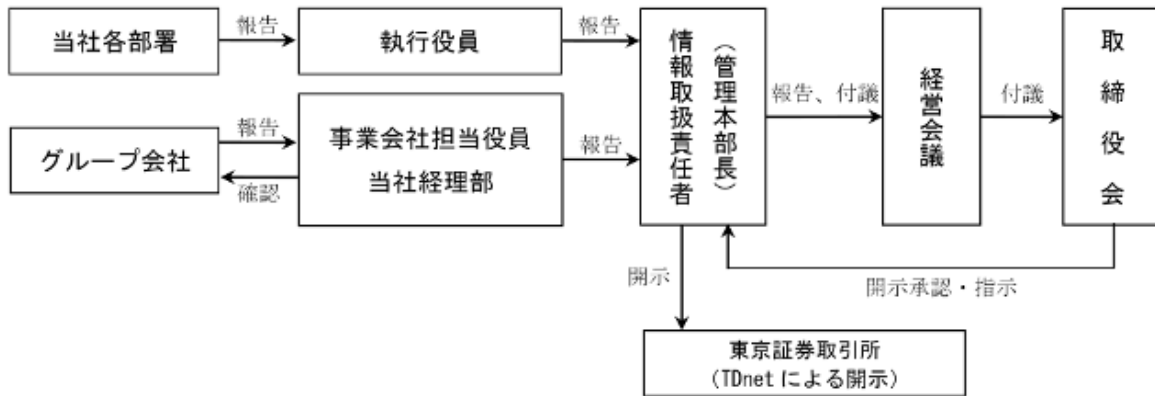 当社各部署
報告
執行役員
報告
グループ会社
報告
確認
事業会社担当役員
当社経理部
報告
情報取扱責任者
（管理本部長）
報告、付議
経営会議
付議
取締役会
開示
開示承認・指示
東京証券取引所
(TDnetによる開示)